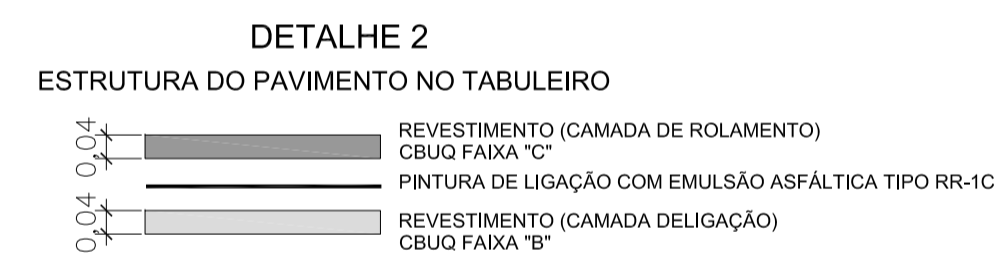 DETALHE 2
ESTRUTURA DO PAVIMENTO NO TABULEIRO
0,04
REVESTIMENTO (CAMADA DE ROLAMENTO)
CBUQ FAIXA "C"
PINTURA DE LIGAÇÃO COM EMULSÃO ASFÁLTICA TIPO RR-1C
0,04
REVESTIMENTO (CAMADA DELIGAÇÃO)
CBUQ FAIXA "B"